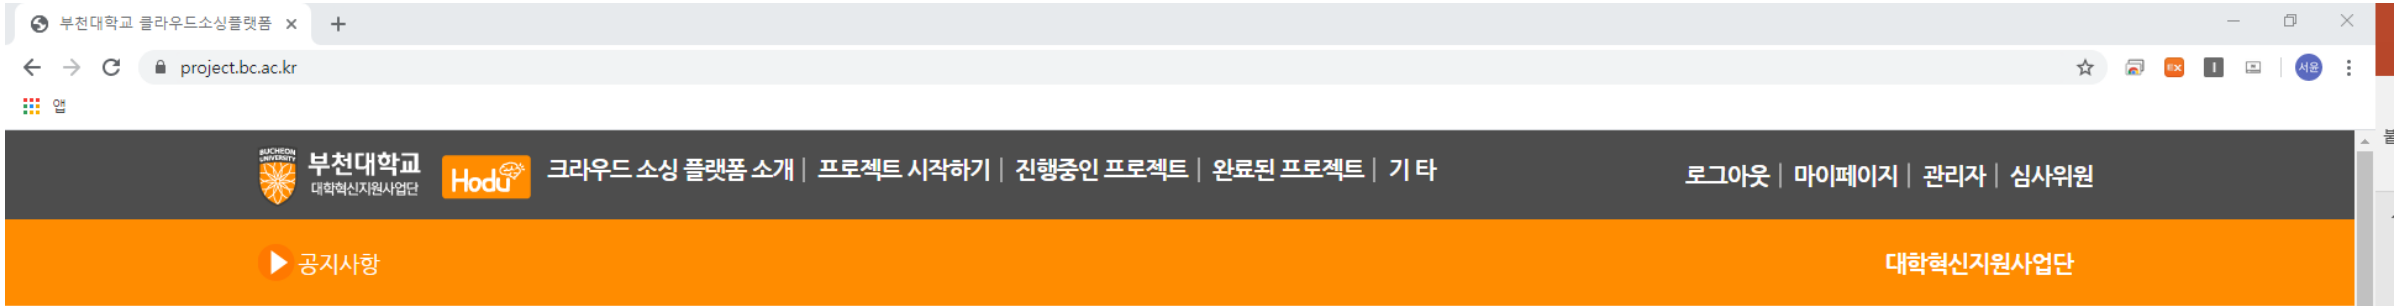 부천대학교 클라우드소싱플랫폼
project.bc.ac.kr
EX
I
서윤
앱
BUCHEON UNIVERSITY
부천대학교
대학혁신지원사업단
Hodu
크라우드 소싱 플랫폼 소개 | 프로젝트 시작하기 | 진행중인 프로젝트 | 완료된 프로젝트 | 기 타
로그아웃 | 마이페이지 | 관리자 | 심사위원
공지사항
대학혁신지원사업단